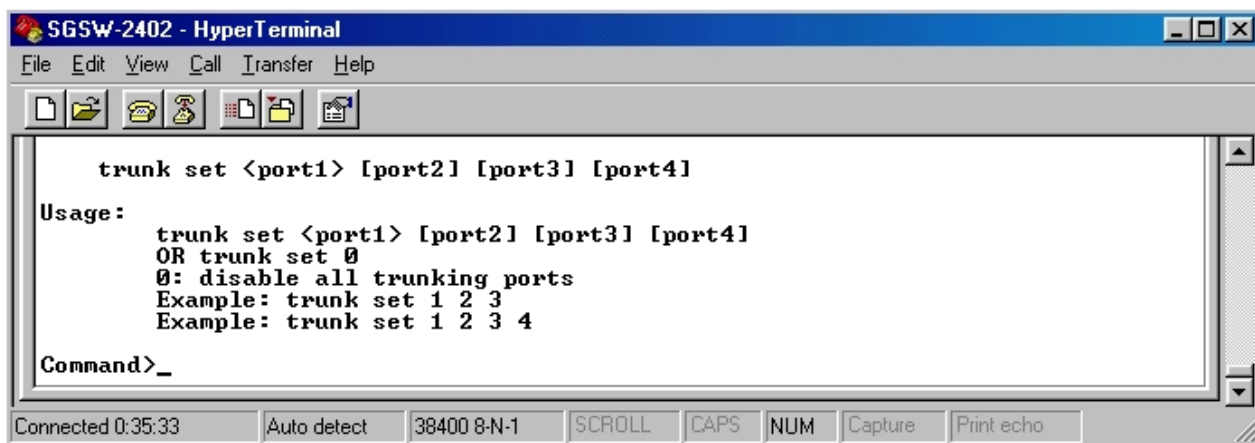 SGSW-2402 - HyperTerminal
File Edit View Call Transfer Help
trunk set <port1> [port2] [port3] [port4]
Usage:
trunk set <port1> [port2] [port3] [port4]
OR trunk set 0
0: disable all trunking ports
Example: trunk set 1 2 3
Example: trunk set 1 2 3 4
Command>_
Connected 0:35:33 Auto detect 38400 8-N-1 SCROLL CAPS NUM Capture Print echo